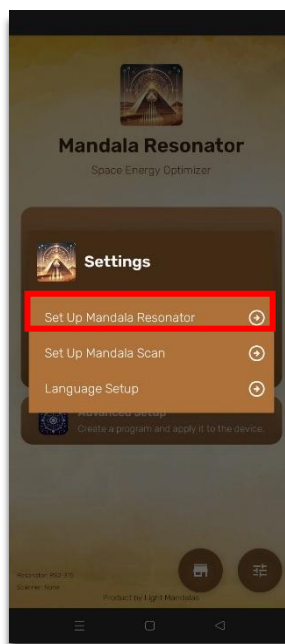 Mandala Resonator
Space Energy Optimizer
Settings
Set Up Mandala Resonator
Set Up Mandala Scan
Language Setup
Advanced Setup
Create a program and apply it to the device.
Scanner: None
Product by Light Mandalas